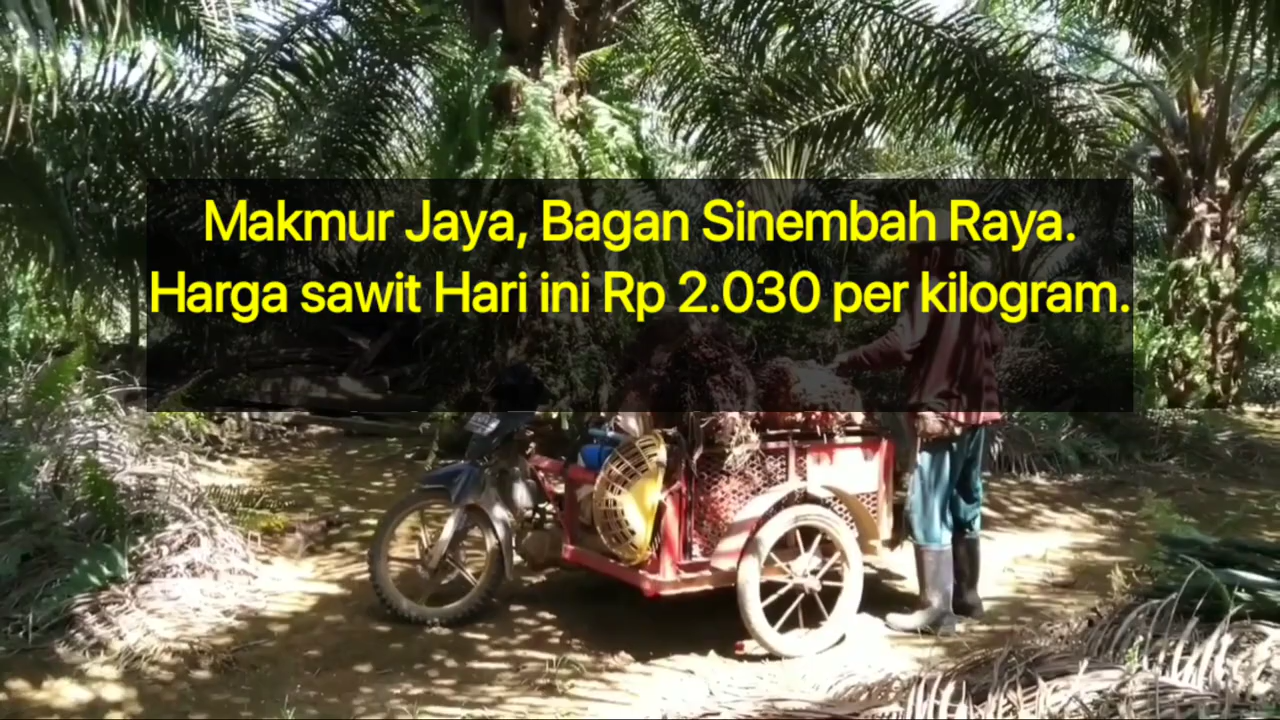 Makmur Jaya, Bagan Sinembah Raya.
Harga sawit Hari ini Rp 2.030 per kilogram.